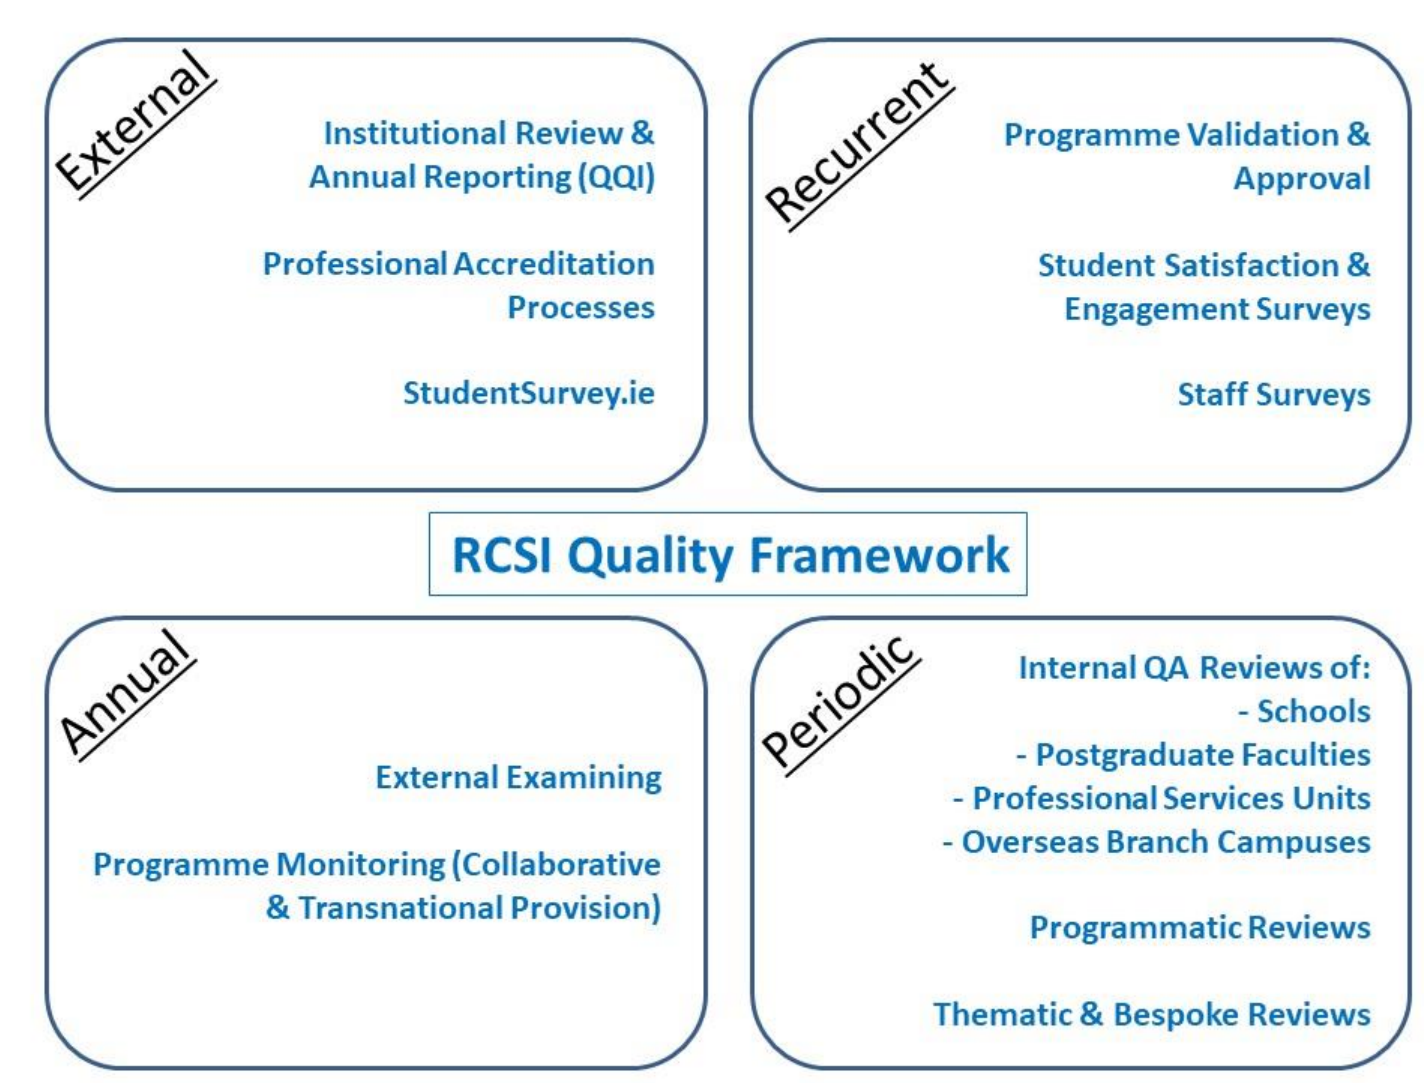 External
Institutional Review &
Annual Reporting (QQI)
Professional Accreditation
Processes
StudentSurvey.ie
Recurrent
Programme Validation &
Approval
Student Satisfaction &
Engagement Surveys
Staff Surveys
RCSI Quality Framework
Annual
External Examining
Programme Monitoring (Collaborative
& Transnational Provision)
Periodic
Internal QA Reviews of:
- Schools
- Postgraduate Faculties
- Professional Services Units
- Overseas Branch Campuses
Programmatic Reviews
Thematic & Bespoke Reviews